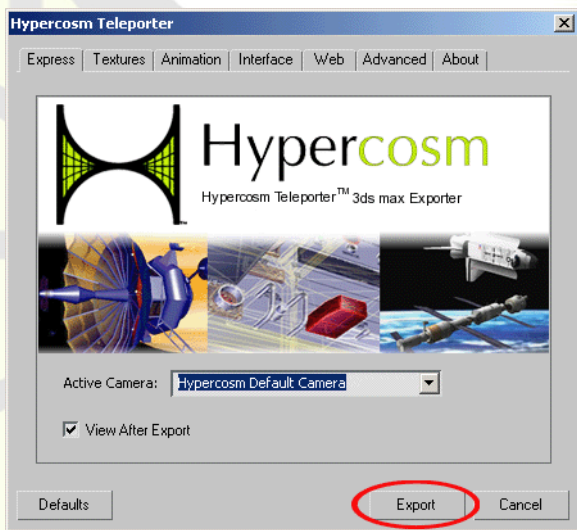 Hypercosm Teleporter
Express Textures Animation Interface Web Advanced About
Hypercosm
Hypercosm Teleporter™ 3ds max Exporter
Active Camera: Hypercosm Default Camera
View After Export
Defaults Export Cancel